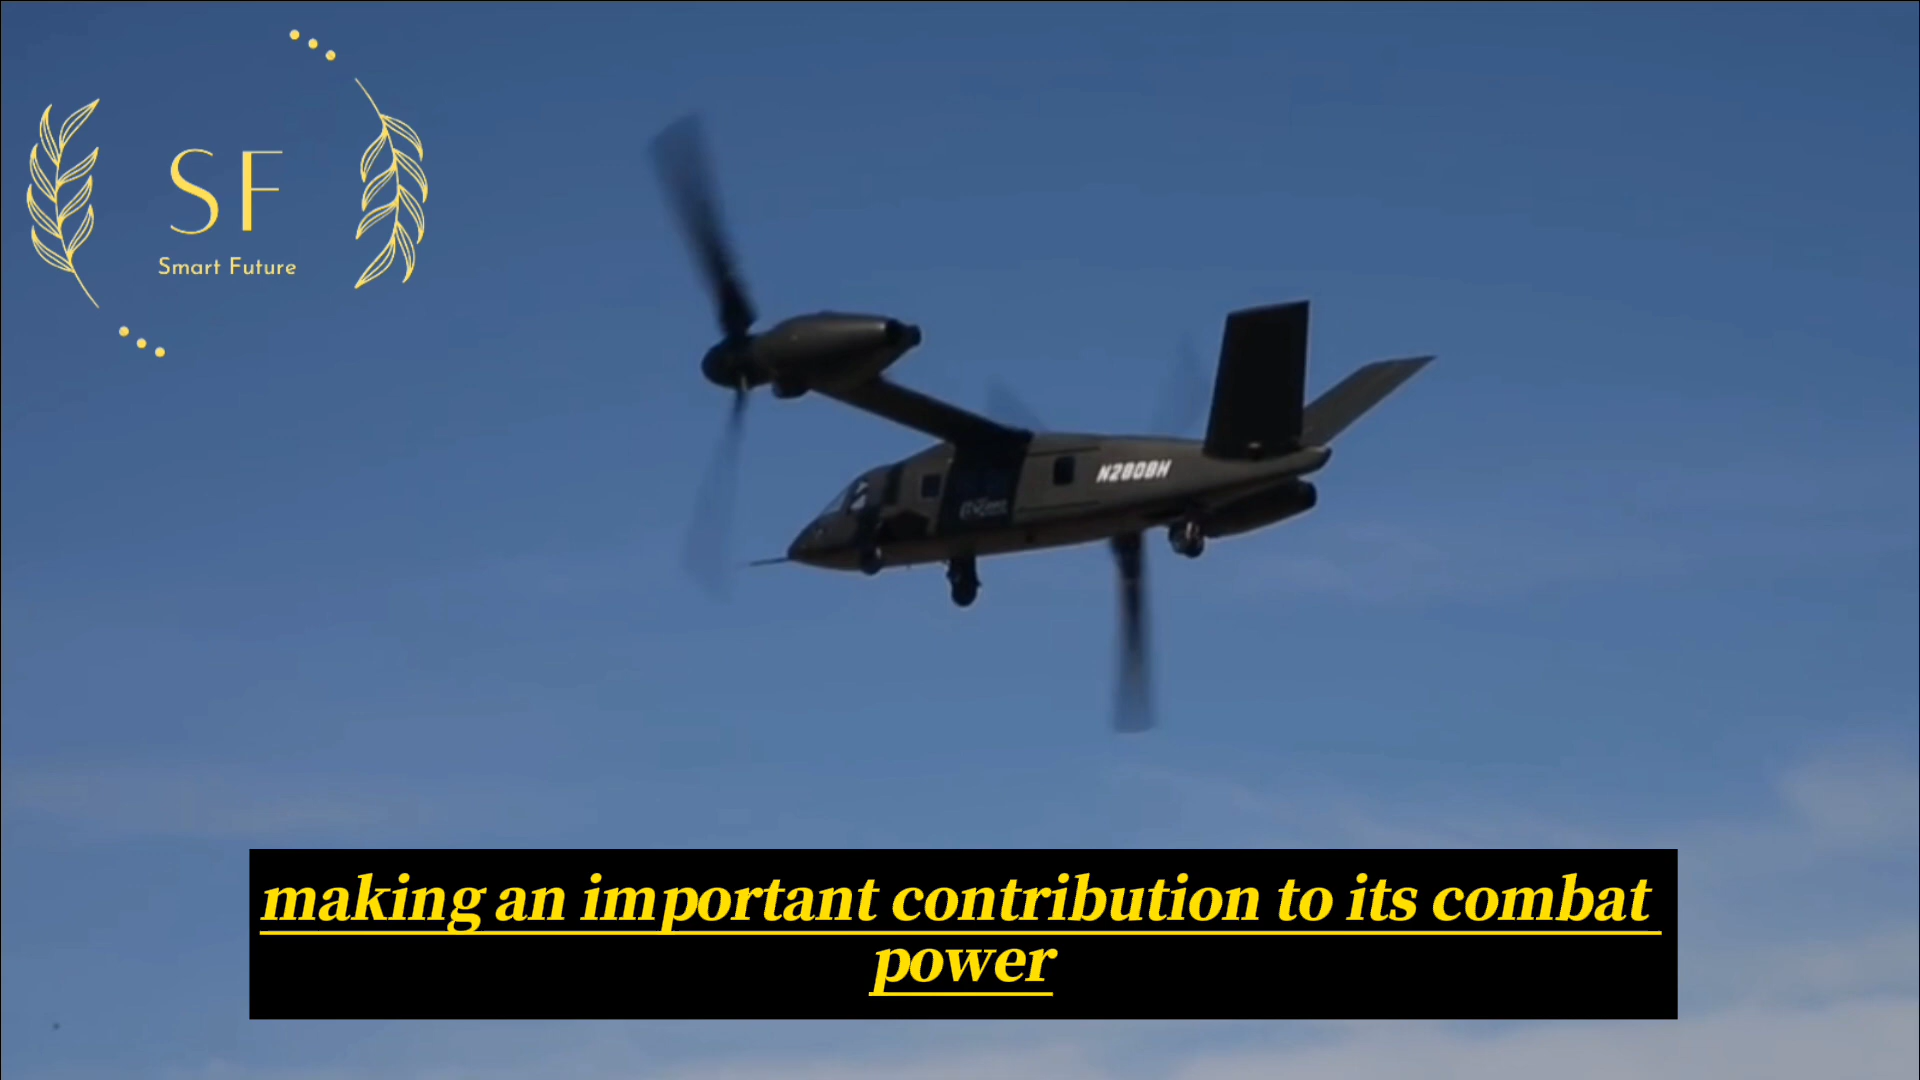 SF
Smart Future
N280BH
making an important contribution to its combat
power